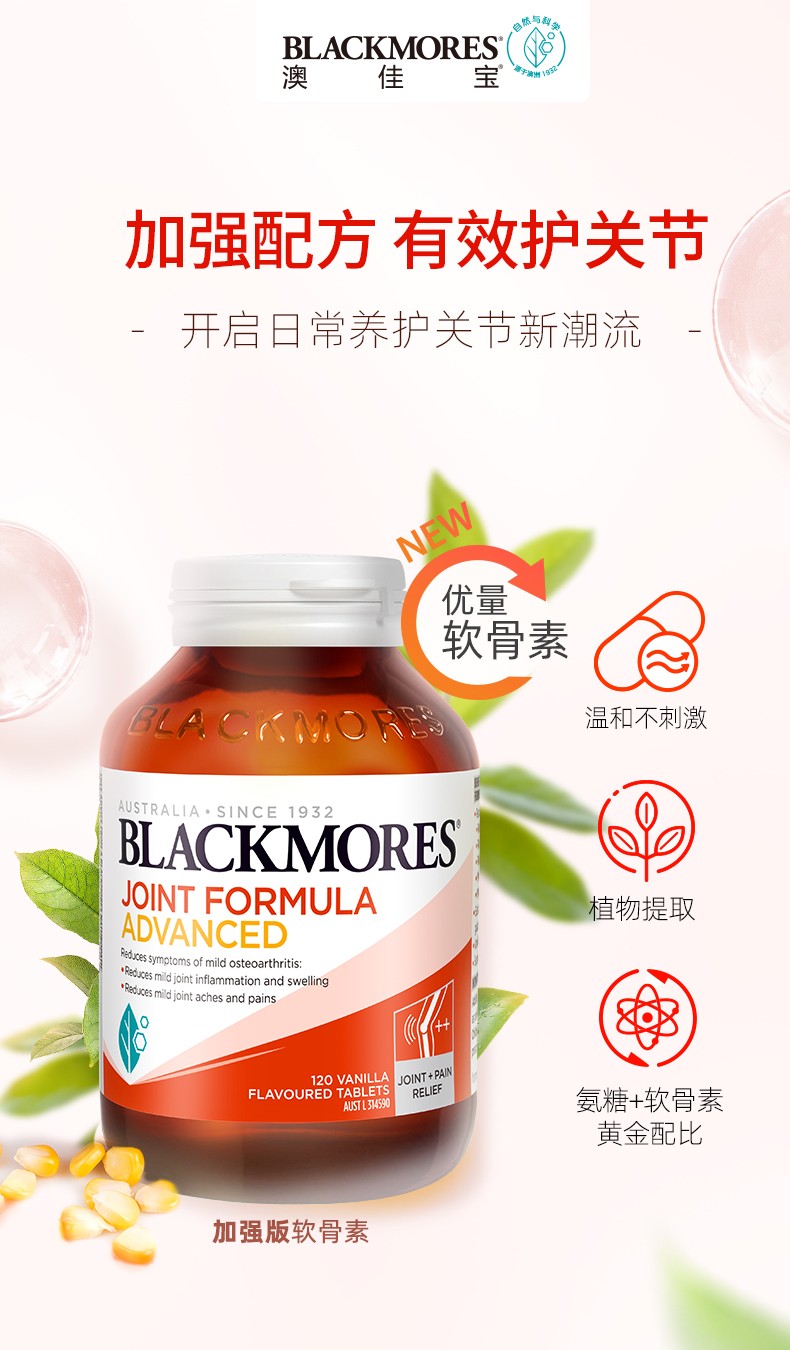 BLACKMORES®
澳佳宝®
自然与科学
源于澳洲 1932
加强配方 有效护关节
- 开启日常养护关节新潮流 -
NEW
优量
软骨素
温和不刺激
植物提取
氨糖+软骨素
黄金配比
BLACKMORES
AUSTRALIA • SINCE 1932
BLACKMORES®
JOINT FORMULA
ADVANCED
Reduces symptoms of mild osteoarthritis:
• Reduces mild joint inflammation and swelling
• Reduces mild joint aches and pains
++
120 VANILLA
FLAVOURED TABLETS
AUST L 314590
JOINT + PAIN
RELIEF
加强版软骨素